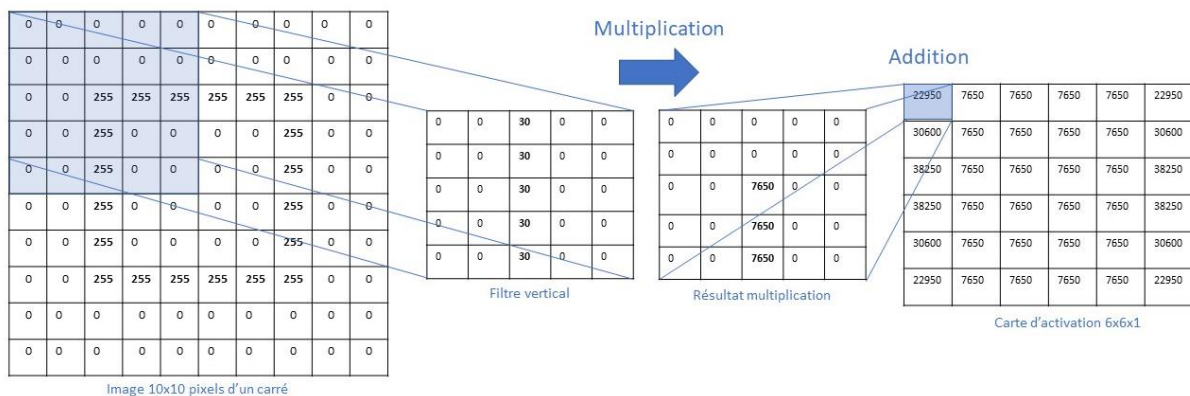 0 0 0 0 0 0 0 0 0 0
0 0 0 0 0 0 0 0 0 0
0 0 255 255 255 255 255 255 0 0
0 0 255 0 0 0 0 255 0 0
0 0 255 0 0 0 0 255 0 0
0 0 255 0 0 0 0 255 0 0
0 0 255 0 0 0 0 255 0 0
0 0 255 255 255 255 255 255 0 0
0 0 0 0 0 0 0 0 0 0
0 0 0 0 0 0 0 0 0 0
Image 10x10 pixels d'un carré
0 0 30 0 0
0 0 30 0 0
0 0 30 0 0
0 0 30 0 0
0 0 30 0 0
Filtre vertical
Multiplication
0 0 0 0 0
0 0 0 0 0
0 0 7650 0 0
0 0 7650 0 0
0 0 7650 0 0
Résultat multiplication
Addition
22950 7650 7650 7650 7650 22950
30600 7650 7650 7650 7650 30600
38250 7650 7650 7650 7650 38250
38250 7650 7650 7650 7650 38250
30600 7650 7650 7650 7650 30600
22950 7650 7650 7650 7650 22950
Carte d'activation 6x6x1